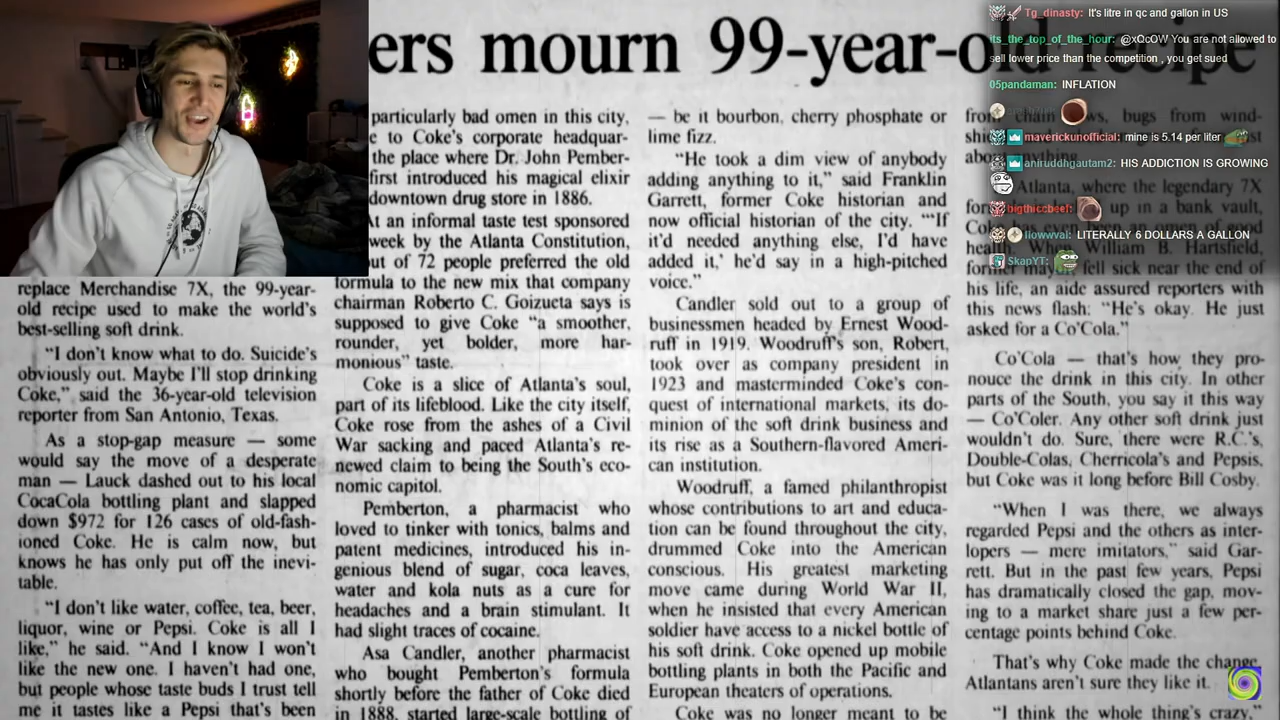 ers mourn 99-year-old recipe
replace Merchandise 7X, the 99-year-
old recipe used to make the world's
best-selling soft drink.
"I don't know what to do. Suicide's
obviously out. Maybe I'll stop drinking
Coke," said the 36-year-old television
reporter from San Antonio, Texas.
As a stop-gap measure — some
would say the move of a desperate
man — Lauck dashed out to his local
CocaCola bottling plant and slapped
down $972 for 126 cases of old-fash-
ioned Coke. He is calm now, but
knows he has only put off the inevi-
table.
"I don't like water, coffee, tea, beer,
liquor, wine or Pepsi. Coke is all I
like," he said. "And I know I won't
like the new one. I haven't had one,
but people whose taste buds I trust tell
me it tastes like a Pepsi that's been
particularly bad omen in this city,
e to Coke's corporate headquar-
the place where Dr. John Pember-
first introduced his magical elixir
downtown drug store in 1886.
At an informal taste test sponsored
week by the Atlanta Constitution,
out of 72 people preferred the old
formula to the new mix that company
chairman Roberto C. Goizueta says is
supposed to give Coke "a smoother,
rounder, yet bolder, more har-
monious" taste.
Coke is a slice of Atlanta's soul,
part of its lifeblood. Like the city itself,
Coke rose from the ashes of a Civil
War sacking and paced Atlanta's re-
newed claim to being the South's eco-
nomic capitol.
Pemberton, a pharmacist who
loved to tinker with tonics, balms and
patent medicines, introduced his in-
genious blend of sugar, coca leaves,
water and kola nuts as a cure for
headaches and a brain stimulant. It
had slight traces of cocaine.
Asa Candler, another pharmacist
who bought Pemberton's formula
shortly before the father of Coke died
in 1888, started large-scale bottling of
— be it bourbon, cherry phosphate or
lime fizz.
"He took a dim view of anybody
adding anything to it," said Franklin
Garrett, former Coke historian and
now official historian of the city. "'If
it'd needed anything else, I'd have
added it,' he'd say in a high-pitched
voice."
Candler sold out to a group of
businessmen headed by Ernest Wood-
ruff in 1919. Woodruff's son, Robert,
took over as company president in
1923 and masterminded Coke's con-
quest of international markets, its do-
minion of the soft drink business and
its rise as a Southern-flavored Ameri-
can institution.
Woodruff, a famed philanthropist
whose contributions to art and educa-
tion can be found throughout the city,
drummed Coke into the American
conscious. His greatest marketing
move came during World War II,
when he insisted that every American
soldier have access to a nickel bottle of
his soft drink. Coke opened up mobile
bottling plants in both the Pacific and
European theaters of operations.
Coke was no longer meant to be
bugs from wind-
Atlanta, where the legendary 7X
up in a bank vault,
When William B. Hartsfield,
fell sick near the end of
his life, an aide assured reporters with
this news flash: "He's okay. He just
asked for a Co'Cola."
Co'Cola — that's how they pro-
nouce the drink in this city. In other
parts of the South, you say it this way
— Co'Coler. Any other soft drink just
wouldn't do. Sure, there were R.C.'s,
Double-Colas, Cherricola's and Pepsis,
but Coke was it long before Bill Cosby.
"When I was there, we always
regarded Pepsi and the others as inter-
lopers — mere imitators," said Gar-
rett. But in the past few years, Pepsi
has dramatically closed the gap, mov-
ing to a market share just a few per-
centage points behind Coke.
That's why Coke made the change.
Atlantans aren't sure they like it.
"I think the whole thing's crazy,"
Tg_dinasty: It's litre in qc and gallon in US
its_the_top_of_the_hour: @xQcOW You are not allowed to
sell lower price than the competition , you get sued
05pandaman: INFLATION
maverickunofficial: mine is 5.14 per liter
aniruddhgautam2: HIS ADDICTION IS GROWING
bigthiccbeef:
liowwval: LITERALLY 6 DOLLARS A GALLON
SkapYT: